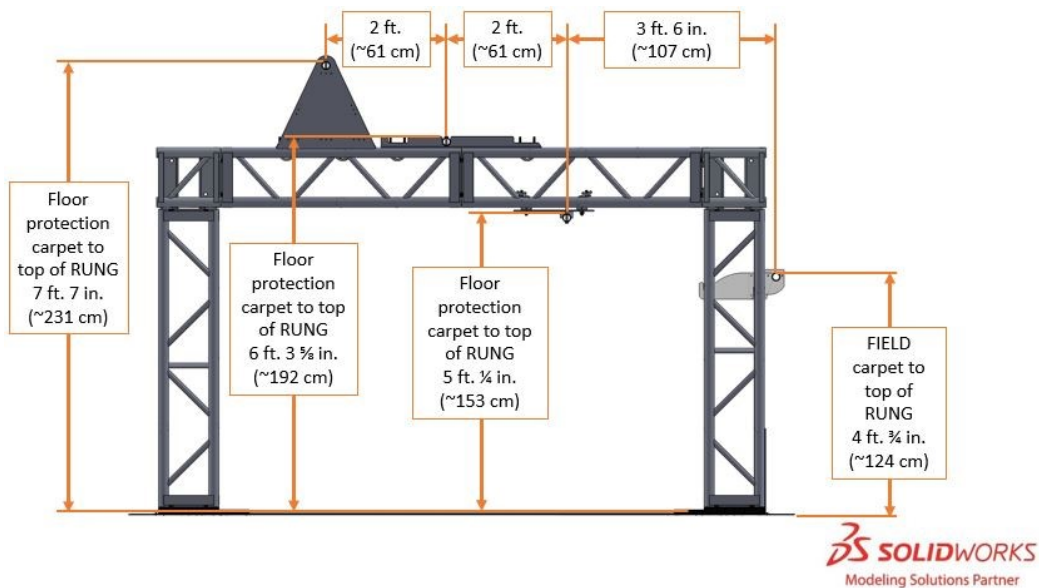 2 ft.
(~61 cm)
2 ft.
(~61 cm)
3 ft. 6 in.
(~107 cm)
Floor
protection
carpet to
top of RUNG
7 ft. 7 in.
(~231 cm)
Floor
protection
carpet to top
of RUNG
6 ft. 3 ⅝ in.
(~192 cm)
Floor
protection
carpet to top
of RUNG
5 ft. ¼ in.
(~153 cm)
FIELD
carpet to
top of
RUNG
4 ft. ¾ in.
(~124 cm)
SOLIDWORKS
Modeling Solutions Partner